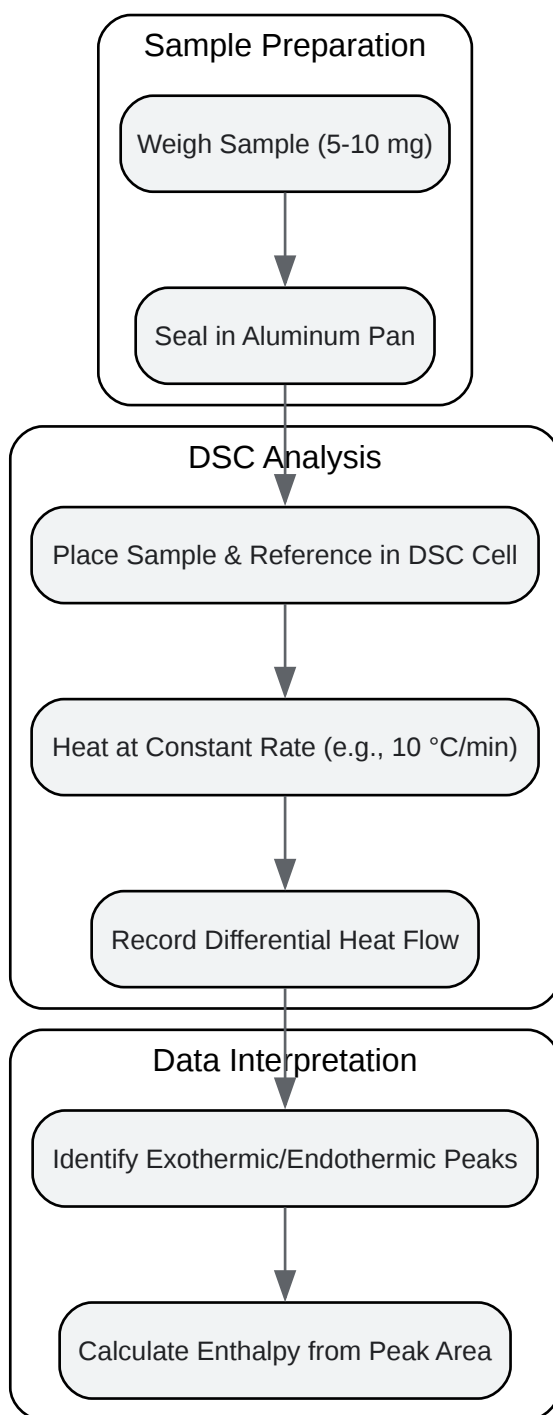 Sample Preparation
Weigh Sample (5-10 mg)
Seal in Aluminum Pan
DSC Analysis
Place Sample & Reference in DSC Cell
Heat at Constant Rate (e.g., 10 °C/min)
Record Differential Heat Flow
Data Interpretation
Identify Exothermic/Endothermic Peaks
Calculate Enthalpy from Peak Area